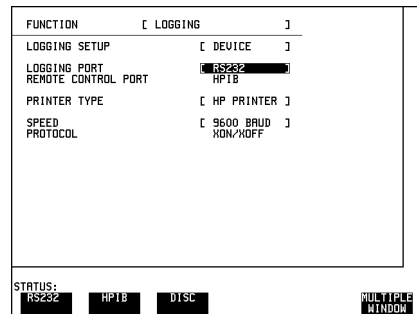 FUNCTION [ LOGGING ]
LOGGING SETUP [ DEVICE ]
LOGGING PORT [ RS232 ]
REMOTE CONTROL PORT HPIB
PRINTER TYPE [ HP PRINTER ]
SPEED [ 9600 BAUD ]
PROTOCOL XON/XOFF
STATUS:
RS232 HPIB DISC MULTIPLE
WINDOW